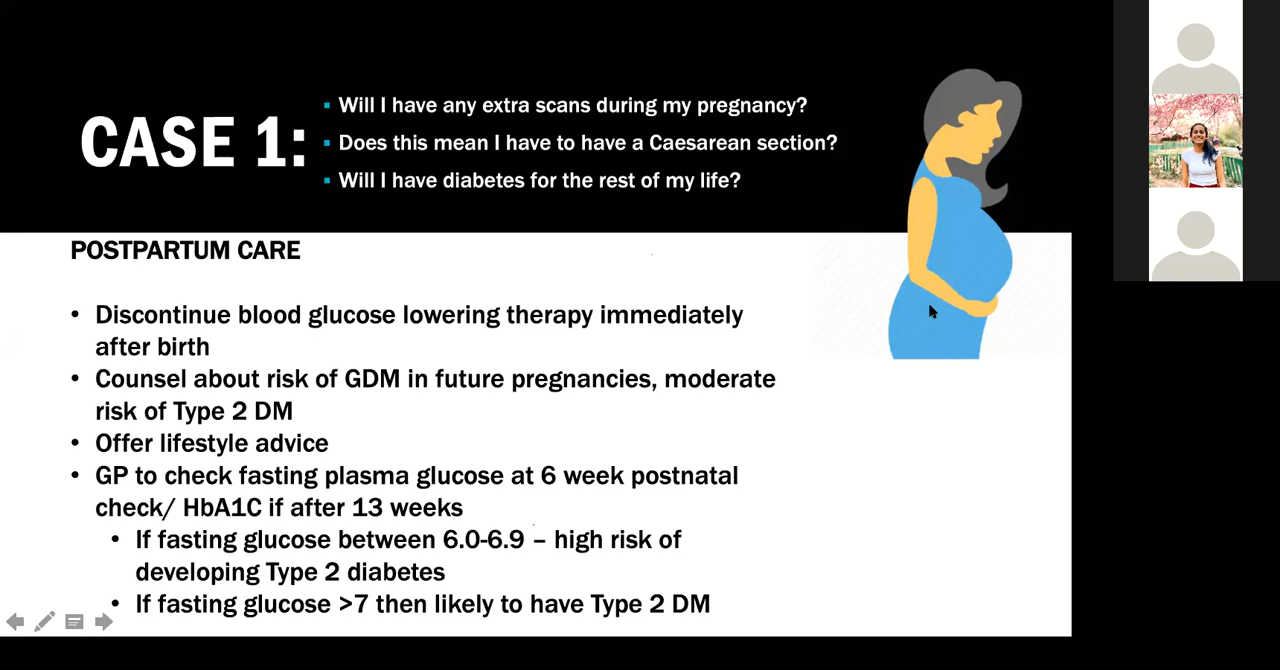 CASE 1:
▪ Will I have any extra scans during my pregnancy?
▪ Does this mean I have to have a Caesarean section?
▪ Will I have diabetes for the rest of my life?
POSTPARTUM CARE
• Discontinue blood glucose lowering therapy immediately
after birth
• Counsel about risk of GDM in future pregnancies, moderate
risk of Type 2 DM
• Offer lifestyle advice
• GP to check fasting plasma glucose at 6 week postnatal
check/ HbA1C if after 13 weeks
• If fasting glucose between 6.0-6.9 – high risk of
developing Type 2 diabetes
• If fasting glucose >7 then likely to have Type 2 DM